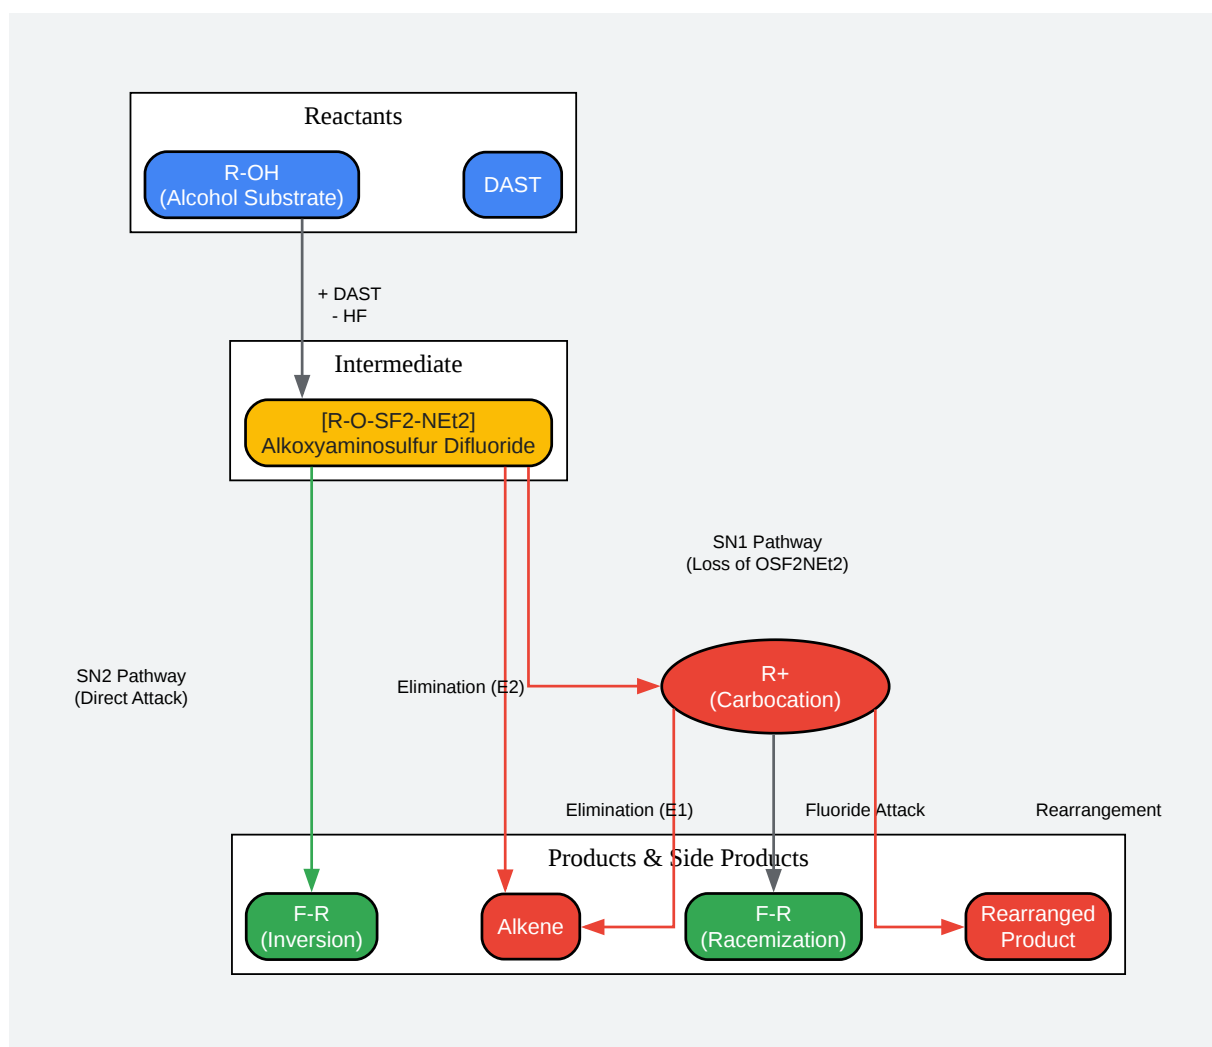 Reactants
R-OH
(Alcohol Substrate)
DAST
+ DAST
- HF
Intermediate
[R-O-SF2-NEt2]
Alkoxyaminosulfur Difluoride
SN1 Pathway
(Loss of OSF2NEt2)
SN2 Pathway
(Direct Attack)
Elimination (E2)
R+
(Carbocation)
Elimination (E1)
Fluoride Attack
Rearrangement
Products & Side Products
F-R
(Inversion)
Alkene
F-R
(Racemization)
Rearranged
Product